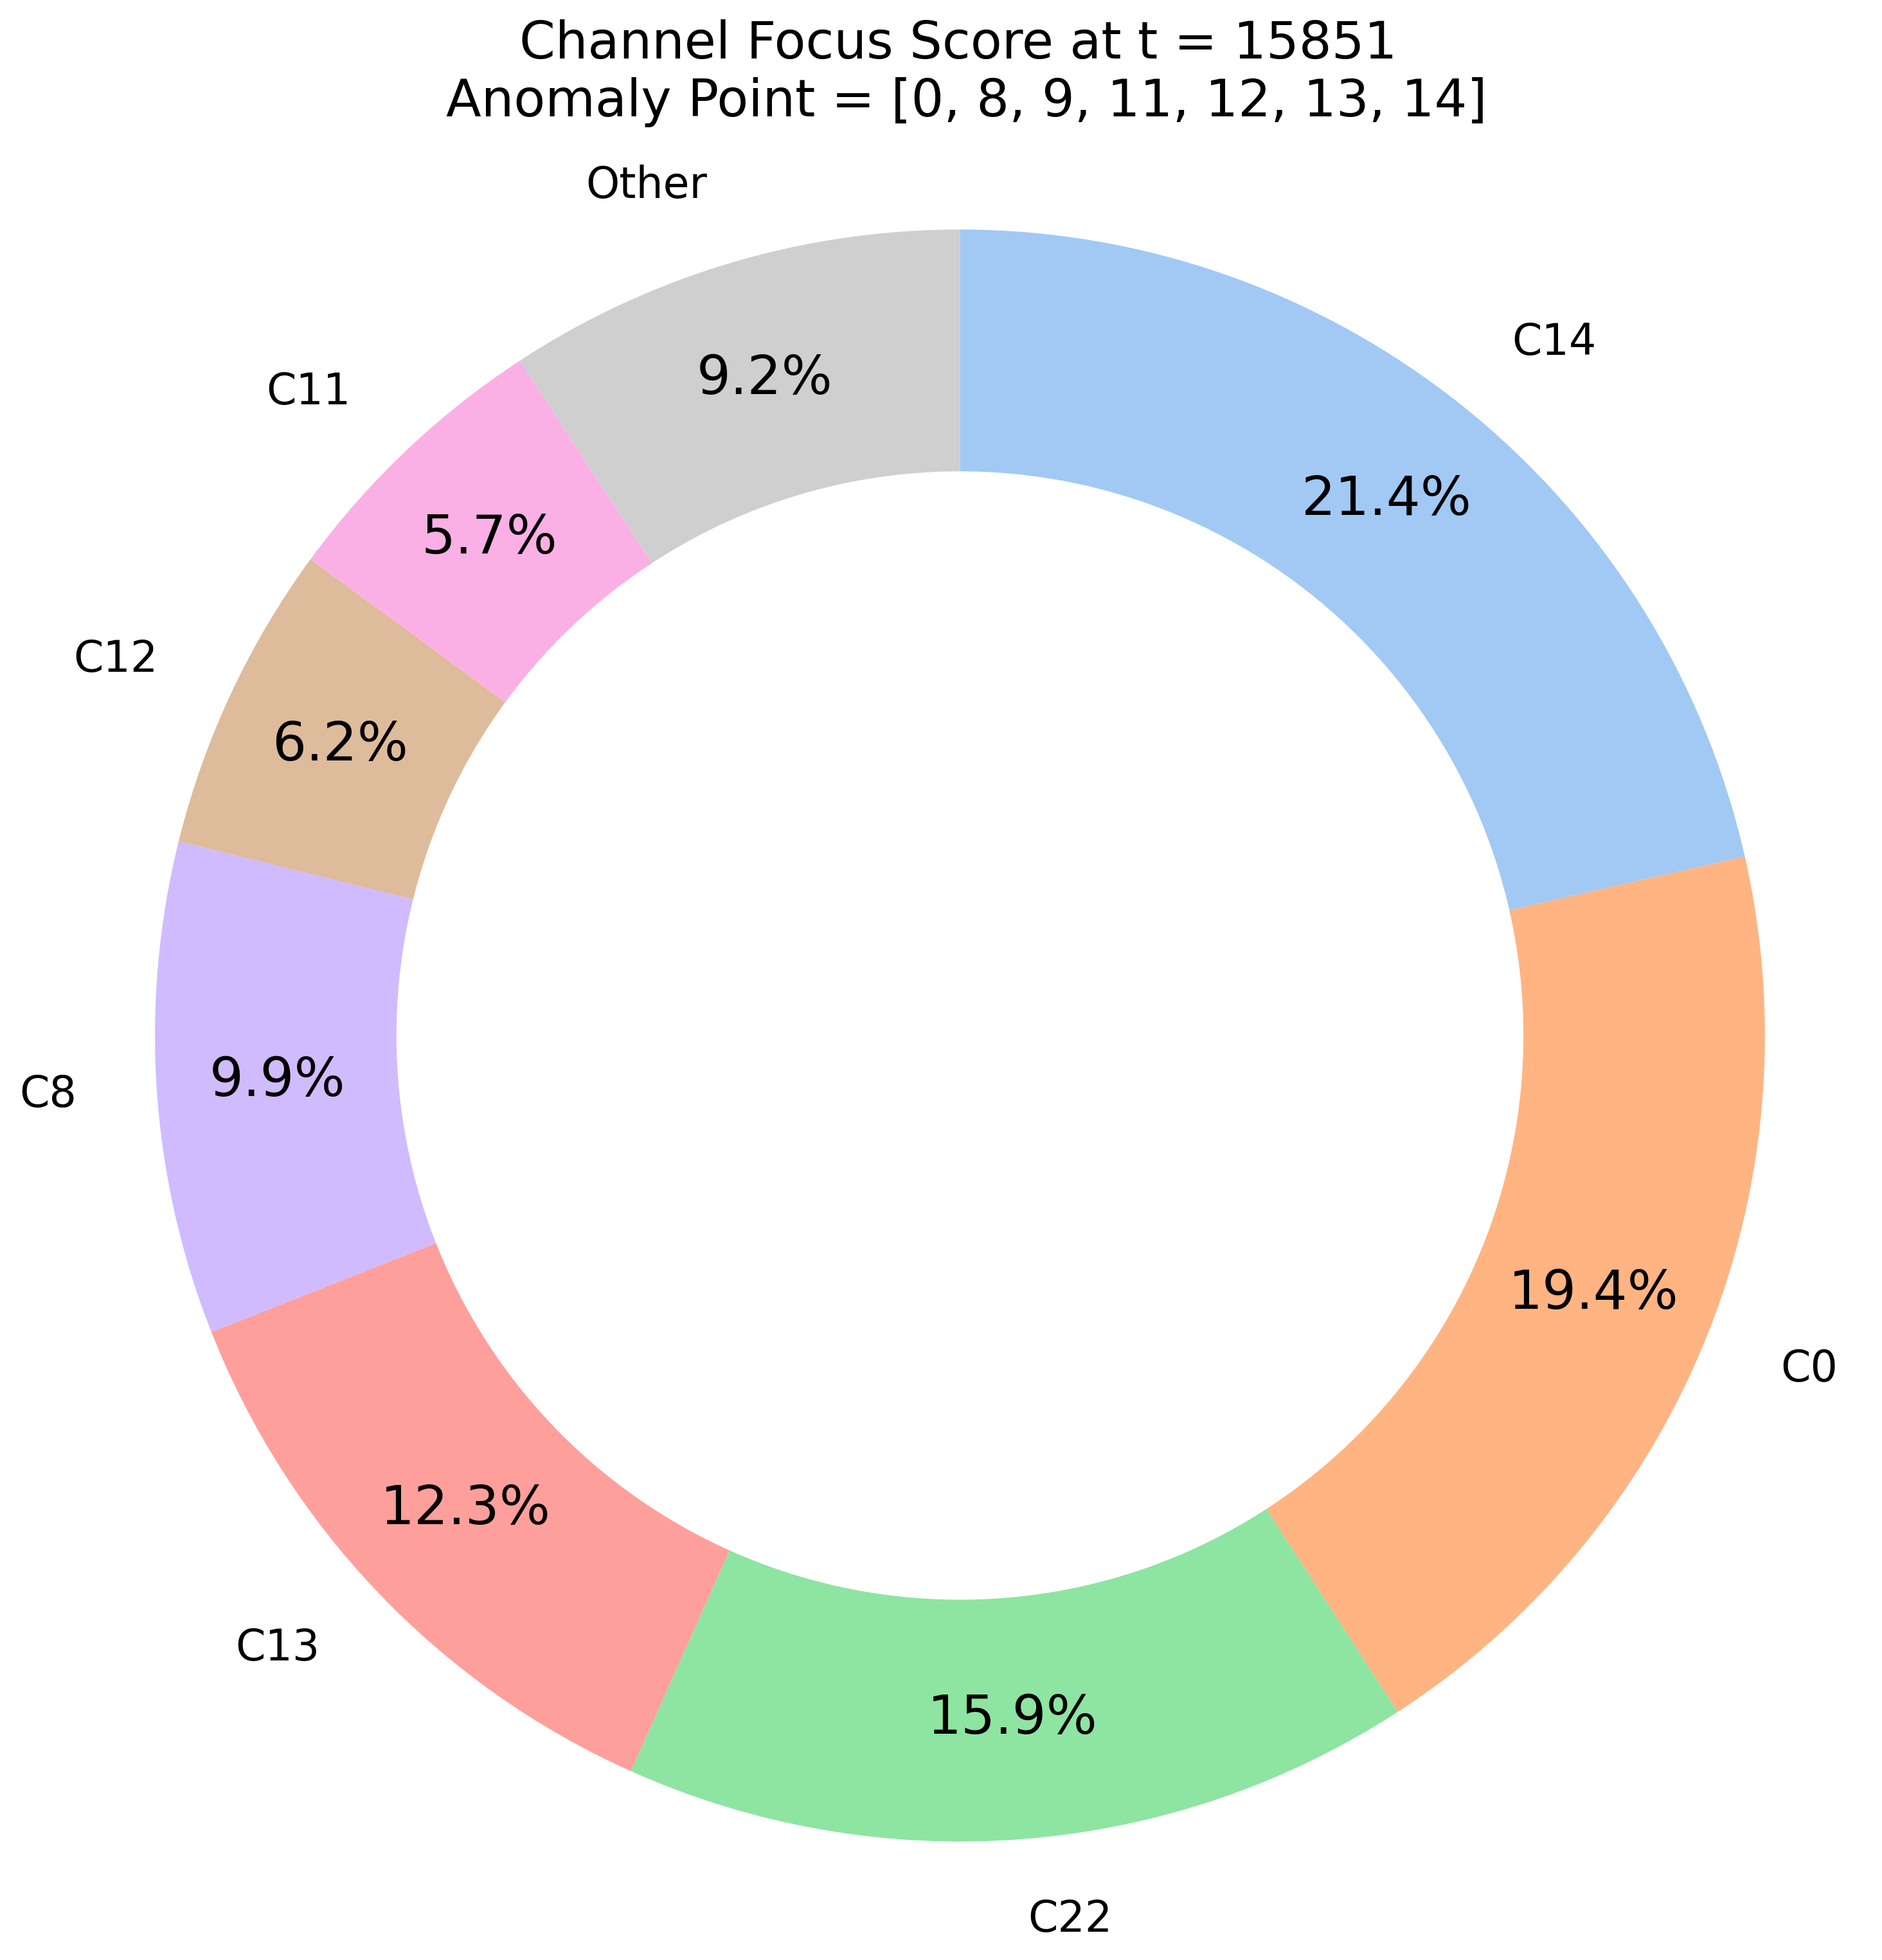 Channel Focus Score at t = 15851
Anomaly Point = [0, 8, 9, 11, 12, 13, 14]
Other
C14
9.2%
C11
21.4%
5.7%
C12
6.2%
9.9%
C8
19.4%
C0
12.3%
C13
15.9%
C22